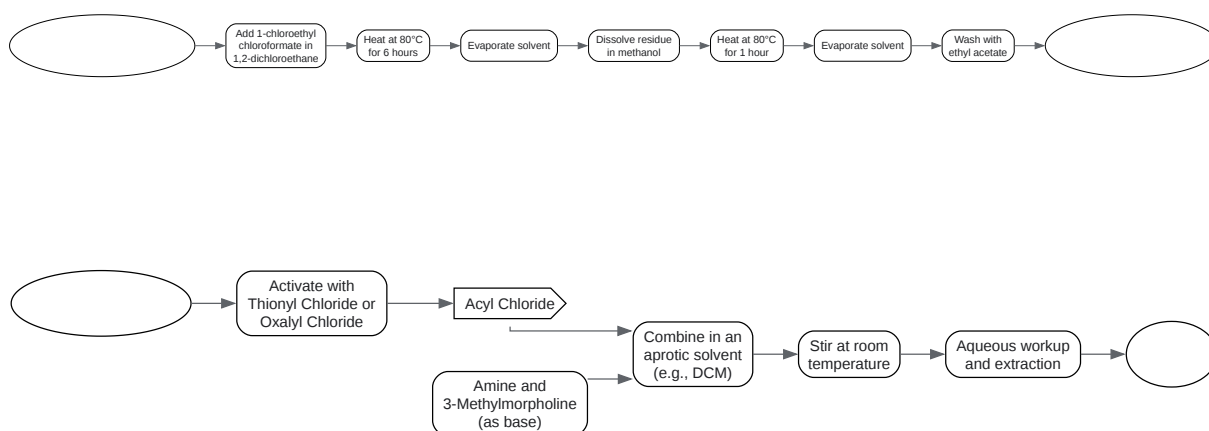 Add 1-chloroethyl
chloroformate in
1,2-dichloroethane
Heat at 80°C
for 6 hours
Evaporate solvent
Dissolve residue
in methanol
Heat at 80°C
for 1 hour
Evaporate solvent
Wash with
ethyl acetate
Activate with
Thionyl Chloride or
Oxalyl Chloride
Acyl Chloride
Amine and
3-Methylmorpholine
(as base)
Combine in an
aprotic solvent
(e.g., DCM)
Stir at room
temperature
Aqueous workup
and extraction